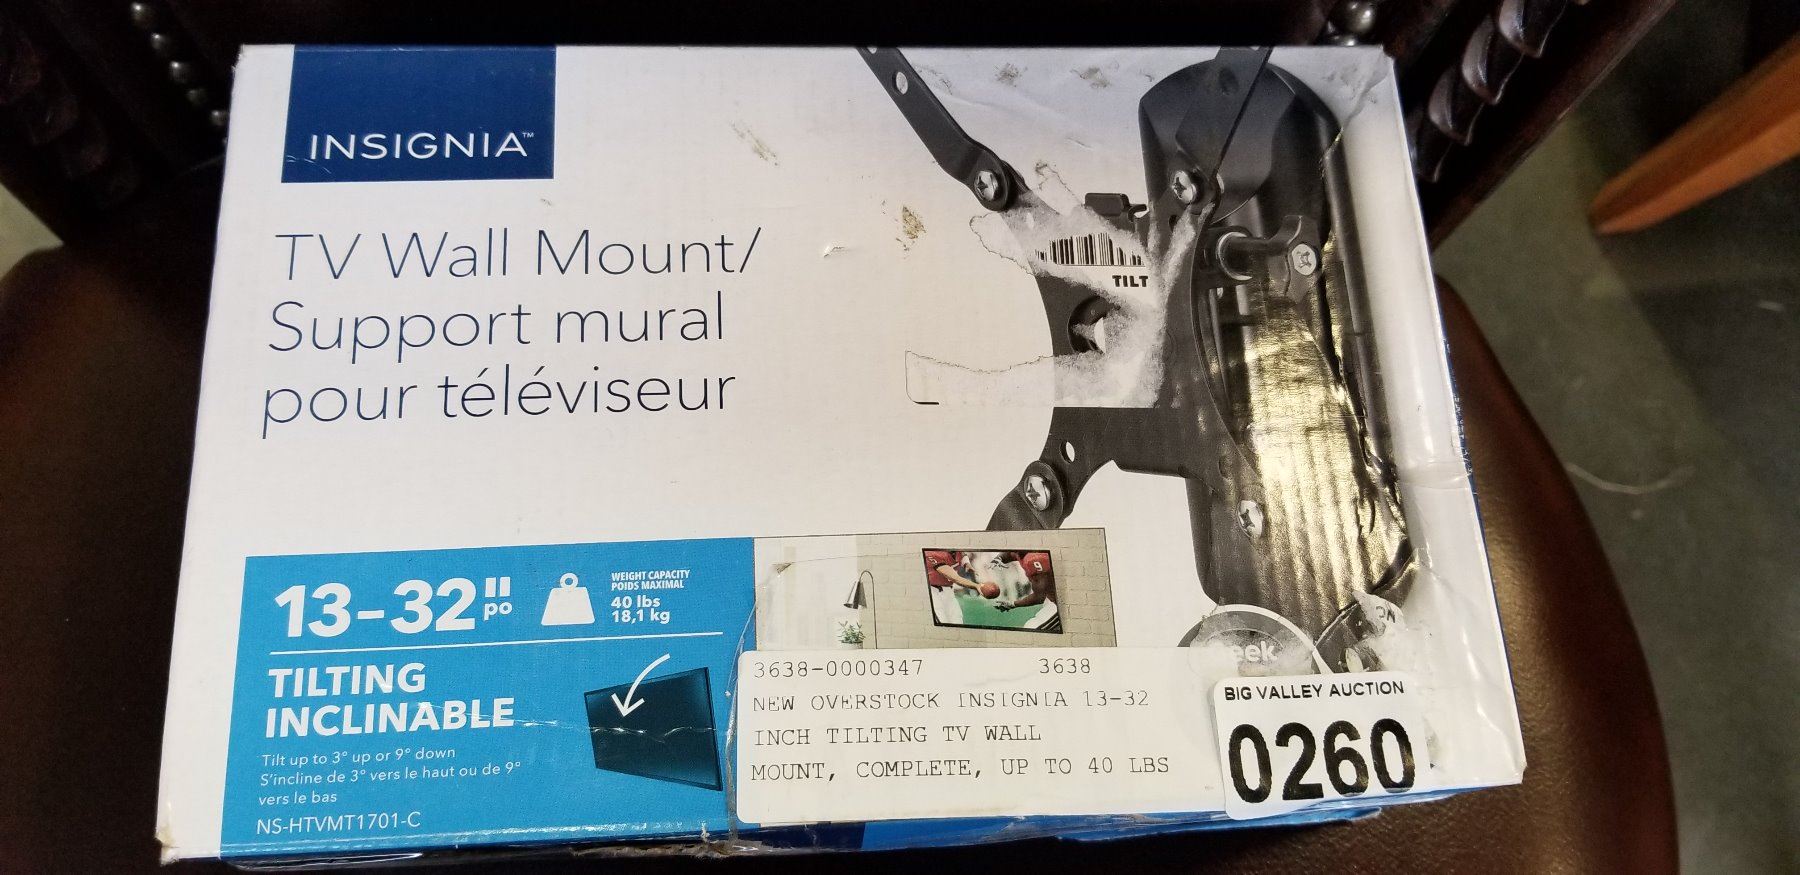 INSIGNIA™
TV Wall Mount/
Support mural
pour téléviseur
TILT
13-32" po
WEIGHT CAPACITY
POIDS MAXIMAL
40 lbs
18,1 kg
TILTING
INCLINABLE
Tilt up to 3° up or 9° down
S'incline de 3° vers le haut ou de 9°
vers le bas
NS-HTVMT1701-C
9
3638-0000347 3638
NEW OVERSTOCK INSIGNIA 13-32
INCH TILTING TV WALL
MOUNT, COMPLETE, UP TO 40 LBS
BIG VALLEY AUCTION
0260